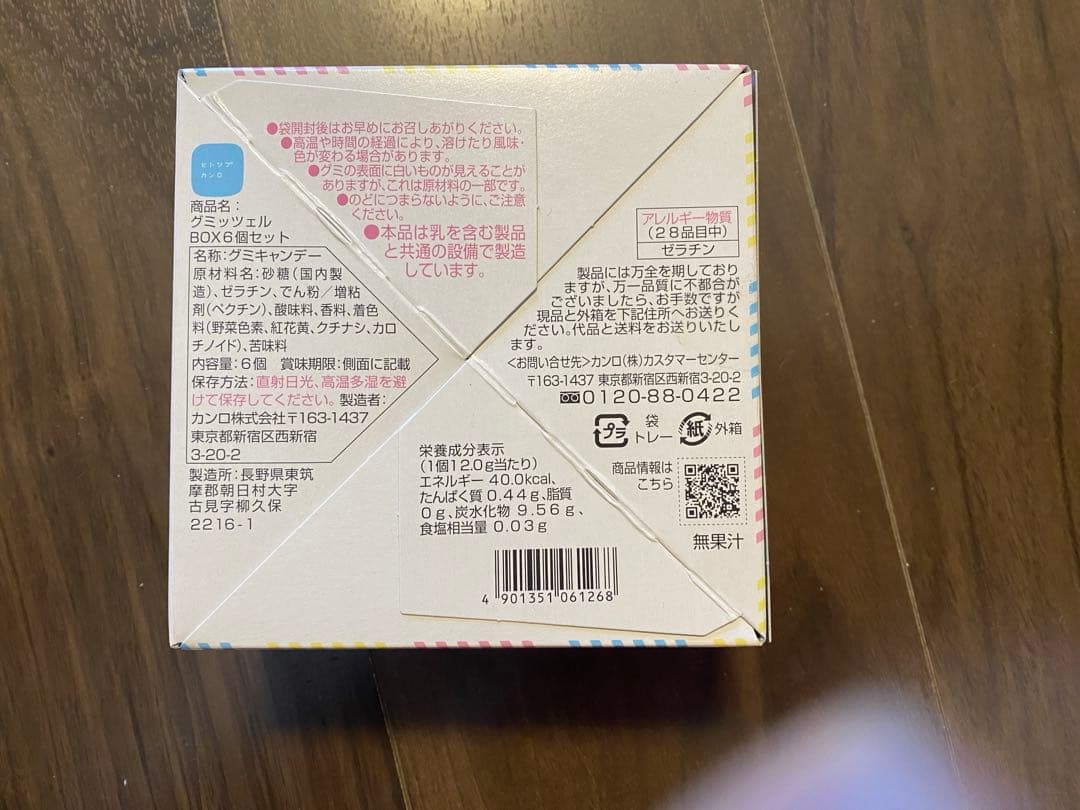 ●袋開封後はお早めにお召しあがりください。
●高温や時間の経過により、溶けたり風味・
色が変わる場合があります。
●グミの表面に白いものが見えることが
ありますが、これは原材料の一部です。
●のどにつまらないように、ご注意
ください。
●本品は乳を含む製品
と共通の設備で製造
しています。
ヒトツブ
カンロ
商品名：
グミッツェル
BOX6個セット
名称：グミキャンデー
原材料名：砂糖（国内製
造）、ゼラチン、でん粉／増粘
剤（ペクチン）、酸味料、香料、着色
料（野菜色素、紅花黄、クチナシ、カロ
チノイド）、苦味料
内容量：6個　賞味期限：側面に記載
保存方法：直射日光、高温多湿を避
けて保存してください。製造者：
カンロ株式会社〒163-1437
東京都新宿区西新宿
3-20-2
製造所：長野県東筑
摩郡朝日村大字
古見字柳久保
2216-1
アレルギー物質
（28品目中）
ゼラチン
製品には万全を期しており
ますが、万一品質に不都合が
ございましたら、お手数ですが
現品と外箱を下記住所へお送りく
ださい。代品と送料をお送りいたし
ます。
＜お問い合せ先＞カンロ（株）カスタマーセンター
〒163-1437 東京都新宿区西新宿3-20-2
0120-88-0422
プラ
袋
トレー
紙
外箱
商品情報は
こちら
無果汁
栄養成分表示
（1個12.0g当たり）
エネルギー 40.0kcal、
たんぱく質 0.44g、脂質
0g、炭水化物 9.56g、
食塩相当量 0.03g
4 901351 061268